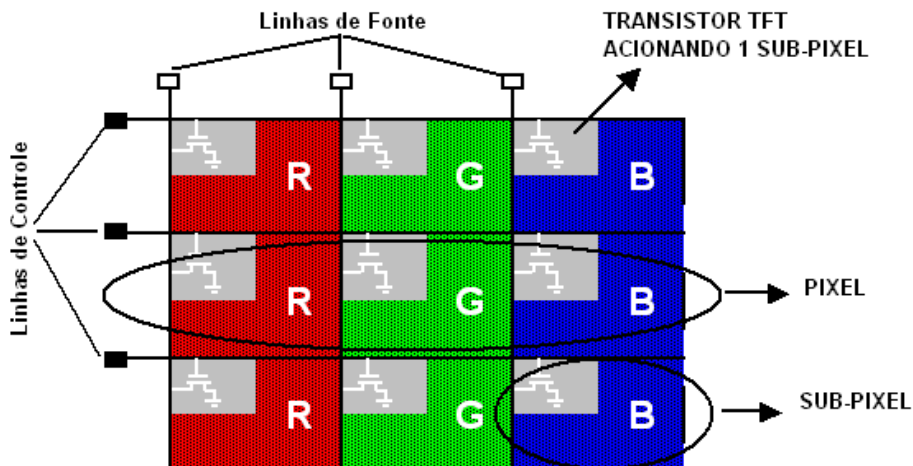 Linhas de Fonte
TRANSISTOR TFT
ACIONANDO 1 SUB-PIXEL
Linhas de Controle
R G B
R G B
PIXEL
R G B
SUB-PIXEL